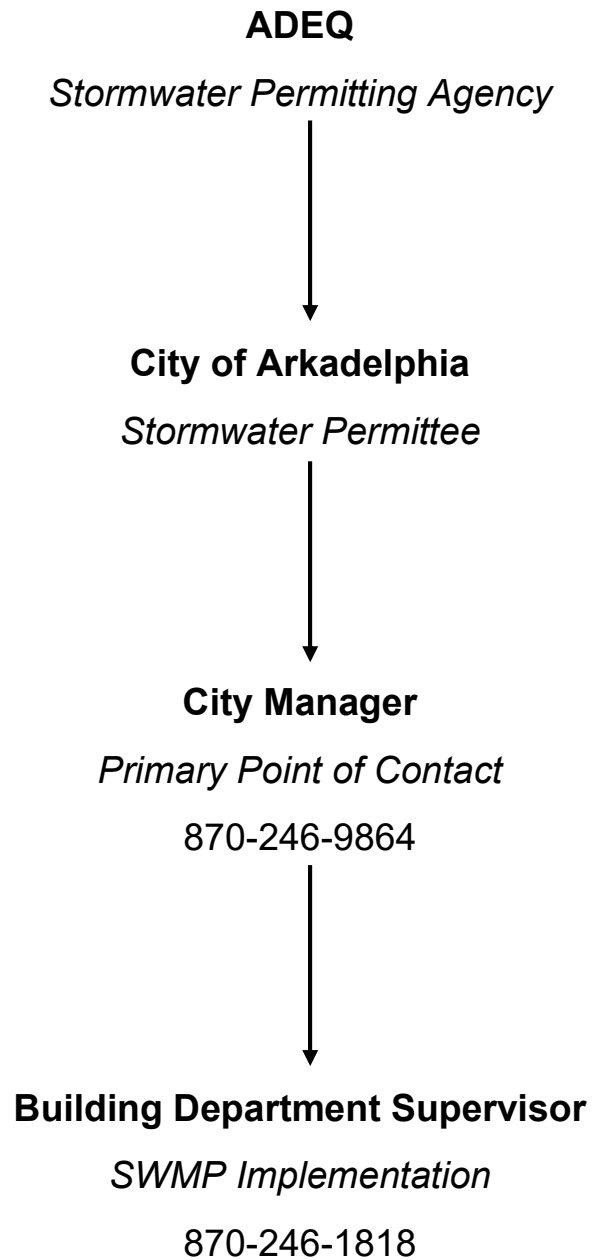 ADEQ
Stormwater Permitting Agency
City of Arkadelphia
Stormwater Permittee
City Manager
Primary Point of Contact
870-246-9864
Building Department Supervisor
SWMP Implementation
870-246-1818